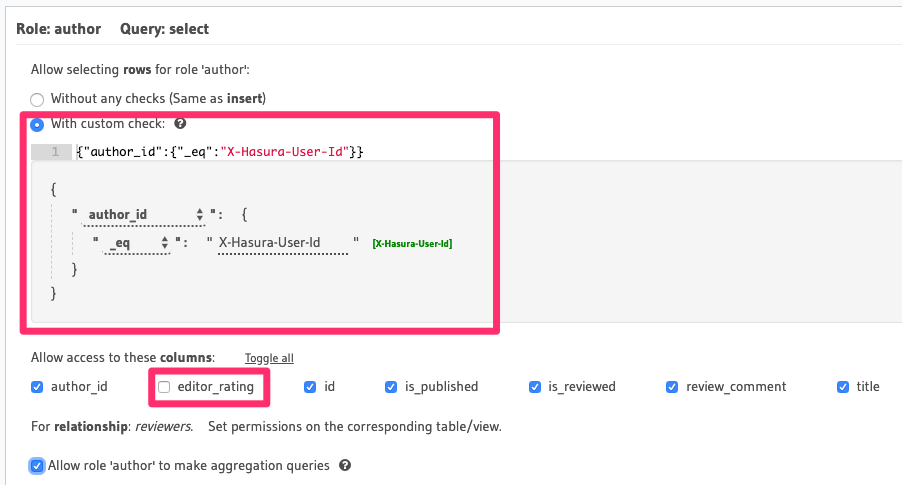 Role: author Query: select
Allow selecting rows for role 'author':
Without any checks (Same as insert)
With custom check: ?
1 {"author_id":{"_eq":"X-Hasura-User-Id"}}
{
" author_id ": {
" _eq ": " X-Hasura-User-Id " [X-Hasura-User-Id]
}
}
Allow access to these columns: Toggle all
author_id editor_rating id is_published is_reviewed review_comment title
For relationship: reviewers. Set permissions on the corresponding table/view.
Allow role 'author' to make aggregation queries ?